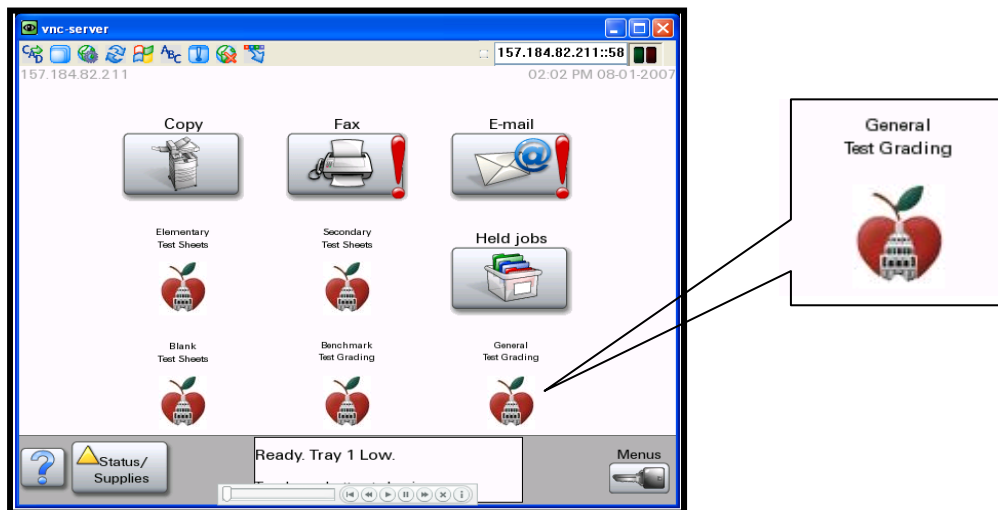 vnc-server
157.184.82.211::58
157.184.82.211
02:02 PM 08-01-2007
Copy
Fax
E-mail
Elementary
Test Sheets
Secondary
Test Sheets
Held jobs
Blank
Test Sheets
Benchmark
Test Grading
General
Test Grading
General
Test Grading
Status/
Supplies
Ready. Tray 1 Low.
Menus